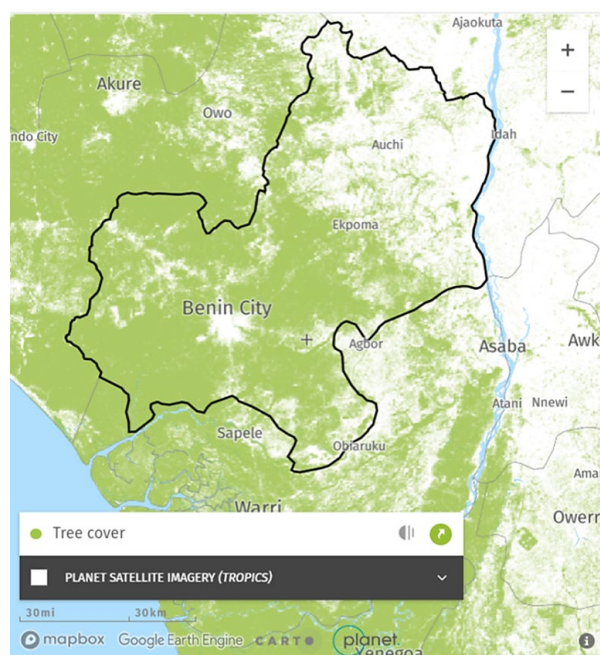 Ajaokuta
+
−
Akure
Owo
ndo City
Idah
Auchi
Ekpoma
Benin City
Agbor
Asaba
Awk
Atani
Nnewi
Sapele
Obiaruku
Ama
Warri
Owerr
Tree cover
PLANET SATELLITE IMAGERY (TROPICS)
30mi
30km
mapbox
Google Earth Engine
CARTO
planet.
Yenegoa
i